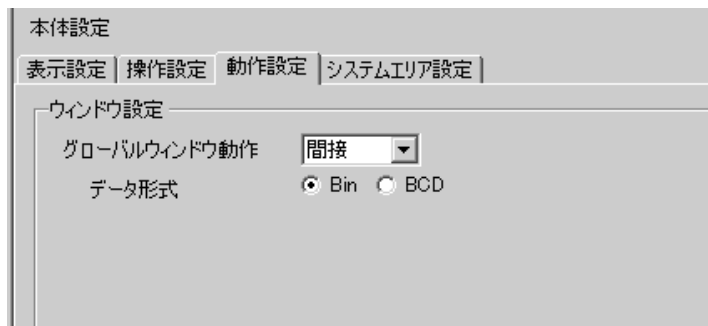 本体設定
表示設定 操作設定 動作設定 システムエリア設定
ウィンドウ設定
グローバルウィンドウ動作 間接
データ形式 Bin BCD